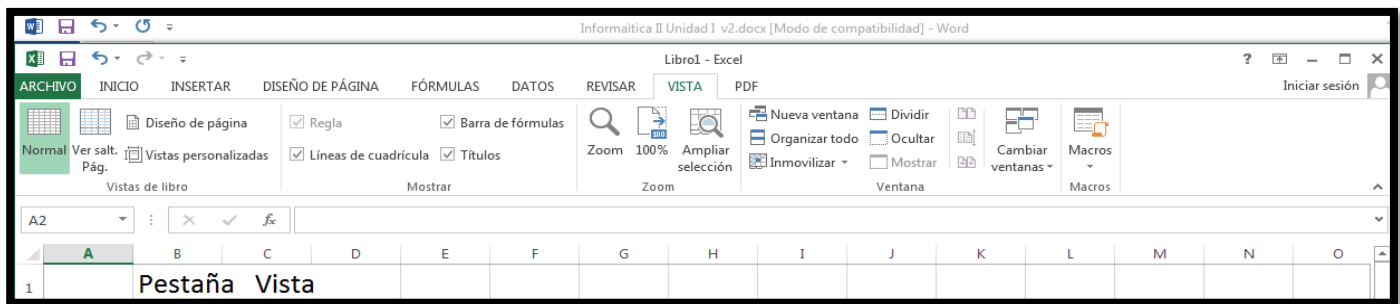 Informaìtica II Unidad I v2.docx [Modo de compatibilidad] - Word
Libro1 - Excel
ARCHIVO INICIO INSERTAR DISEÑO DE PÁGINA FÓRMULAS DATOS REVISAR VISTA PDF Iniciar sesión
Normal
Ver salt. Pág.
Diseño de página
Vistas personalizadas
Vistas de libro
Regla
Barra de fórmulas
Líneas de cuadrícula
Títulos
Mostrar
Zoom
100%
Ampliar selección
Zoom
Nueva ventana
Organizar todo
Inmovilizar
Dividir
Ocultar
Mostrar
Cambiar ventanas
Ventana
Macros
Macros
A2 fx
A B C D E F G H I J K L M N O
1 Pestaña Vista